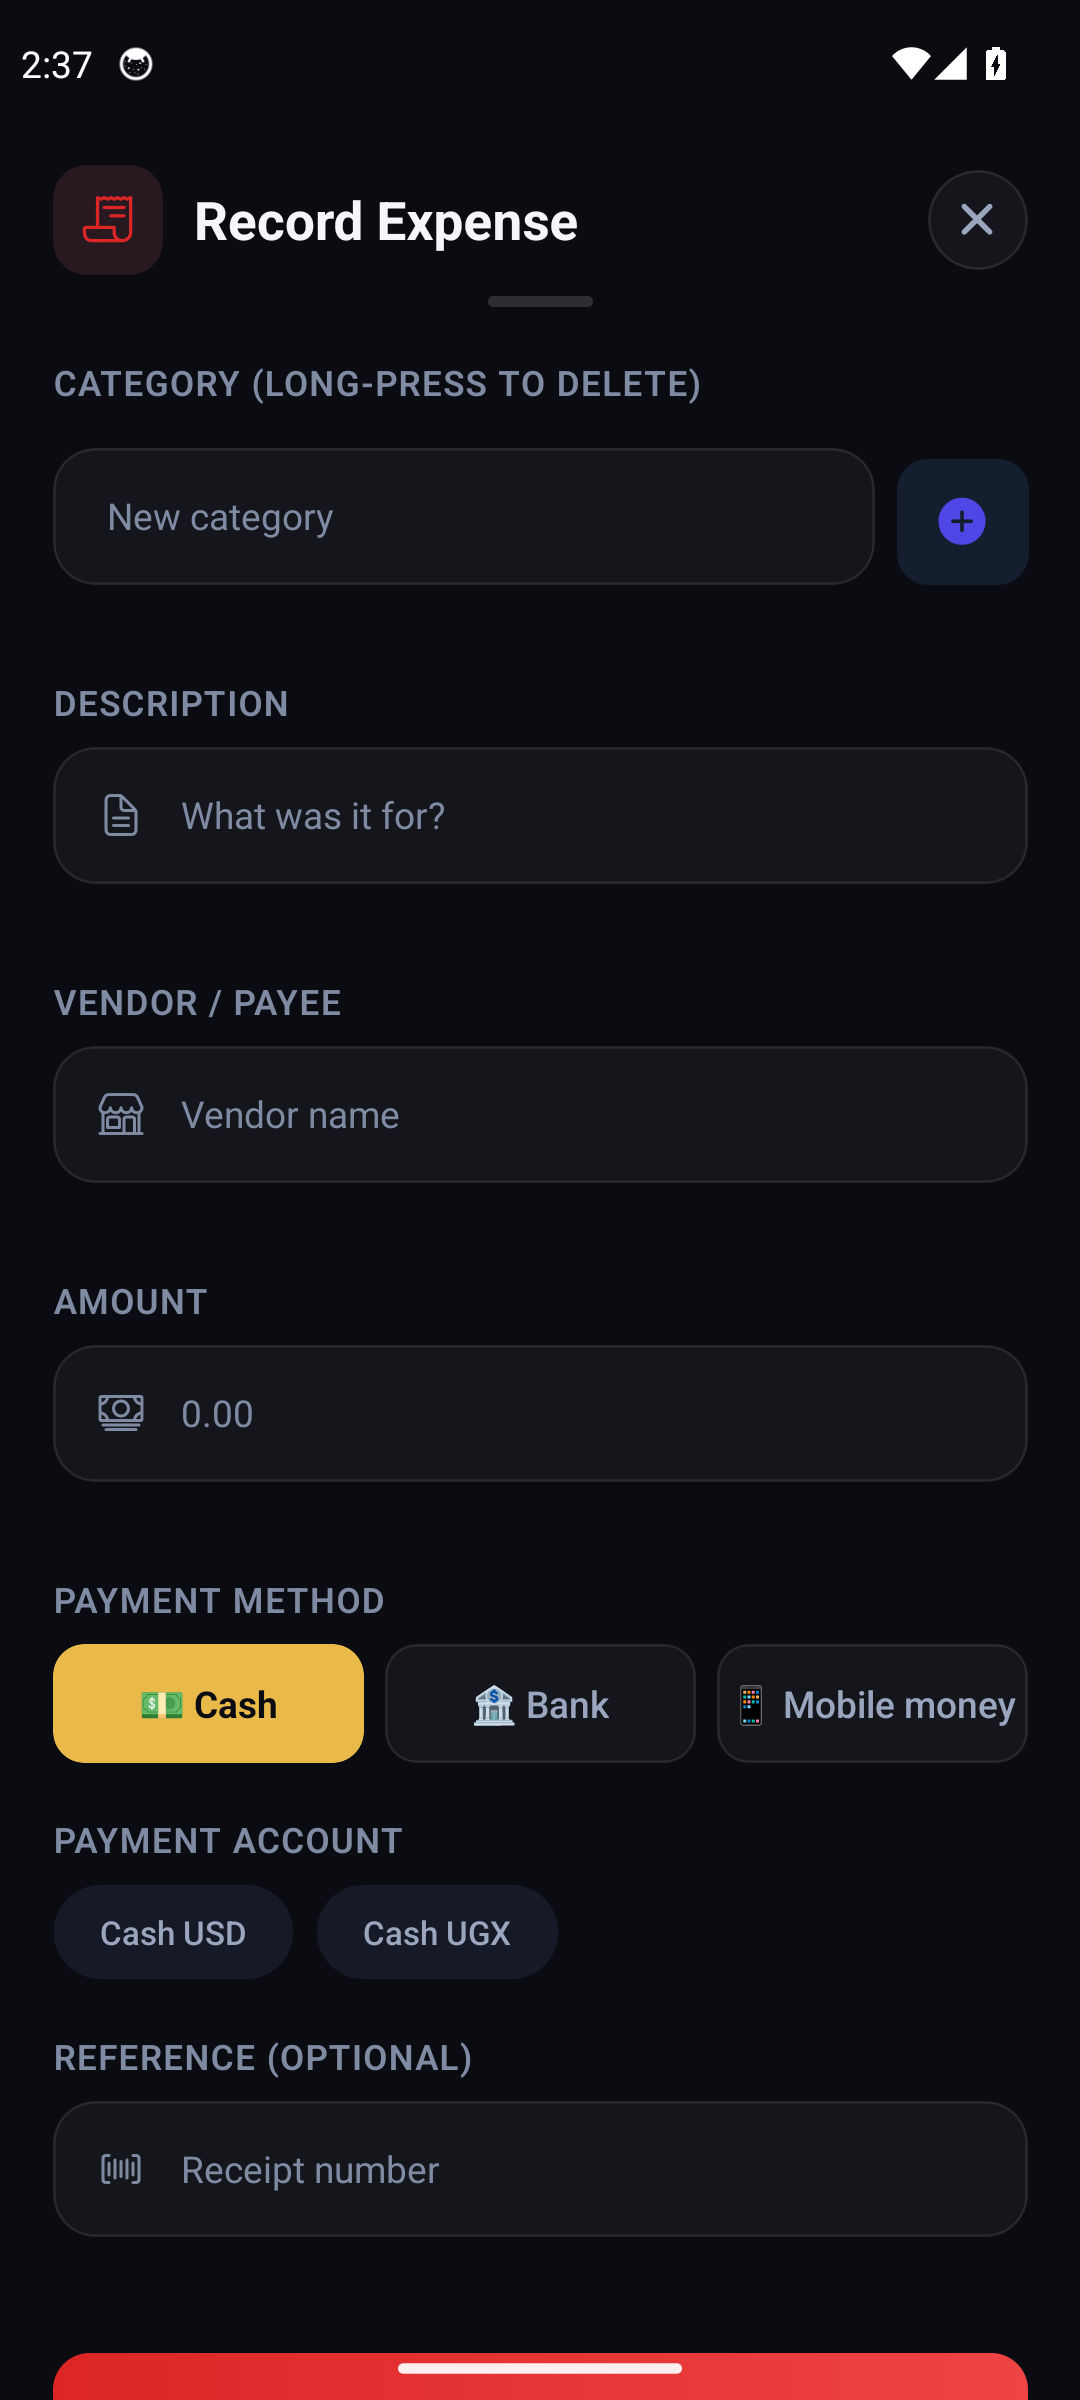 2:37
Record Expense
CATEGORY (LONG-PRESS TO DELETE)
New category
DESCRIPTION
What was it for?
VENDOR / PAYEE
Vendor name
AMOUNT
0.00
PAYMENT METHOD
Cash
Bank
Mobile money
PAYMENT ACCOUNT
Cash USD
Cash UGX
REFERENCE (OPTIONAL)
Receipt number